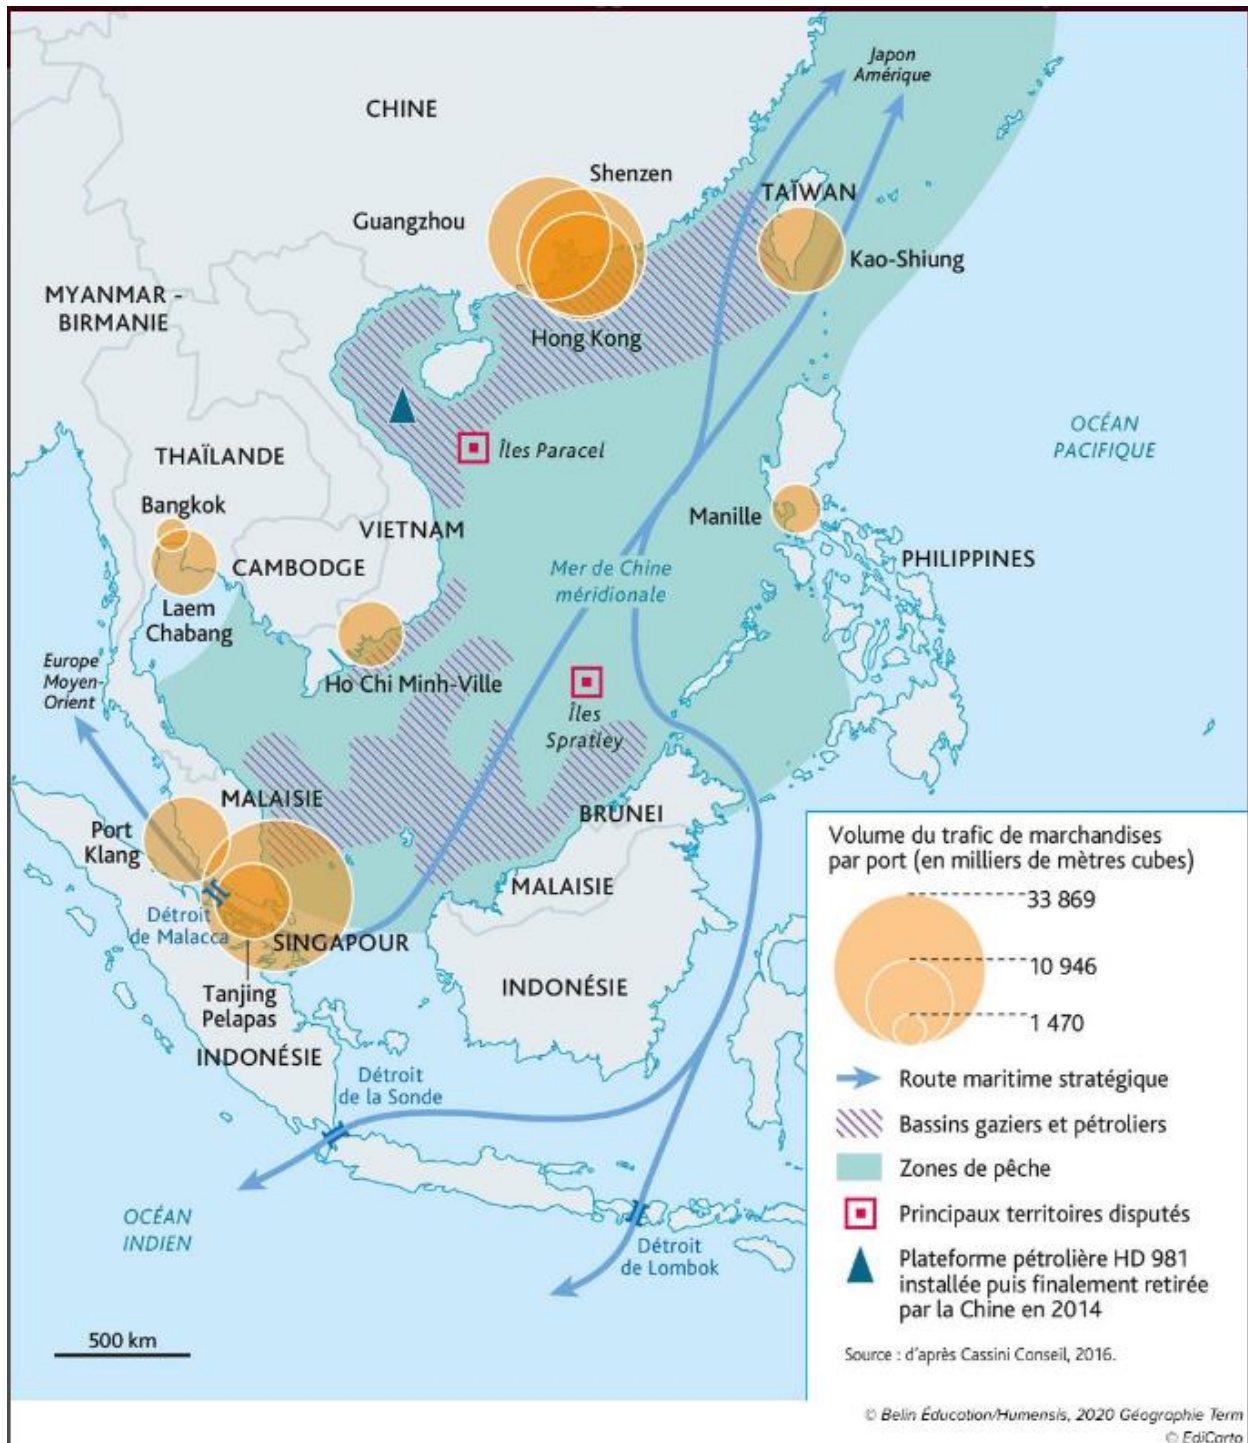 Japon
Amérique
CHINE
Shenzen
Guangzhou
TAÏWAN
Kao-Shiung
MYANMAR -
BIRMANIE
Hong Kong
OCÉAN
PACIFIQUE
THAÏLANDE
Îles Paracel
Bangkok
Manille
VIETNAM
PHILIPPINES
CAMBODGE
Mer de Chine
méridionale
Laem
Chabang
Europe
Moyen-
Orient
Ho Chi Minh-Ville
Îles
Spratley
MALAISIE
BRUNEI
Port
Klang
MALAISIE
Détroit
de Malacca
SINGAPOUR
INDONÉSIE
Tanjing
Pelapas
INDONÉSIE
Détroit
de la Sonde
OCÉAN
INDIEN
Détroit
de Lombok
500 km
Volume du trafic de marchandises
par port (en milliers de mètres cubes)
33 869
10 946
1 470
Route maritime stratégique
Bassins gaziers et pétroliers
Zones de pêche
Principaux territoires disputés
Plateforme pétrolière HD 981
installée puis finalement retirée
par la Chine en 2014
Source : d'après Cassini Conseil, 2016.
© Belin Éducation/Humensis, 2020 Géographie Term
© EdiCarto